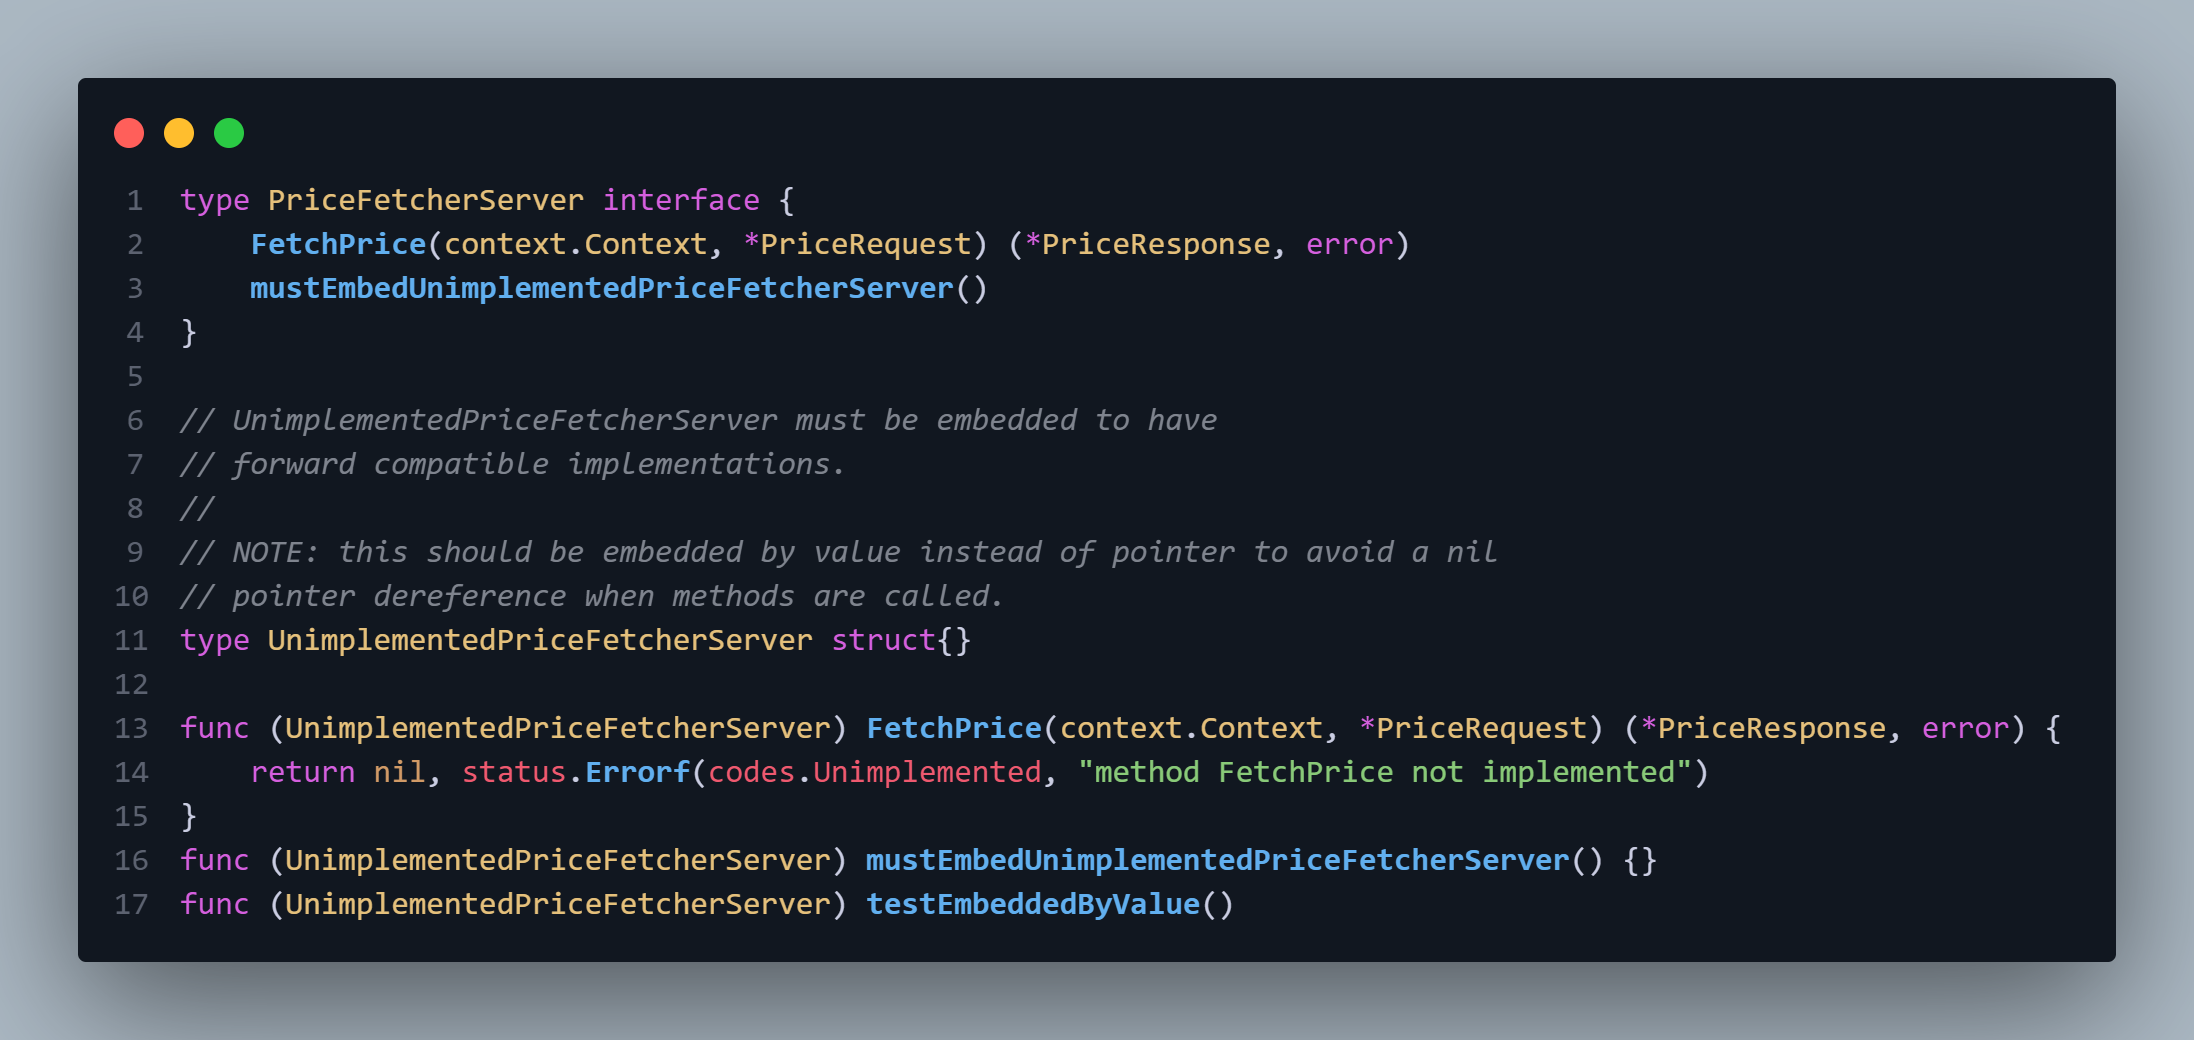 1 type PriceFetcherServer interface {
2     FetchPrice(context.Context, *PriceRequest) (*PriceResponse, error)
3     mustEmbedUnimplementedPriceFetcherServer()
4 }
5
6 // UnimplementedPriceFetcherServer must be embedded to have
7 // forward compatible implementations.
8 //
9 // NOTE: this should be embedded by value instead of pointer to avoid a nil
10 // pointer dereference when methods are called.
11 type UnimplementedPriceFetcherServer struct{}
12
13 func (UnimplementedPriceFetcherServer) FetchPrice(context.Context, *PriceRequest) (*PriceResponse, error) {
14     return nil, status.Errorf(codes.Unimplemented, "method FetchPrice not implemented")
15 }
16 func (UnimplementedPriceFetcherServer) mustEmbedUnimplementedPriceFetcherServer() {}
17 func (UnimplementedPriceFetcherServer) testEmbeddedByValue()